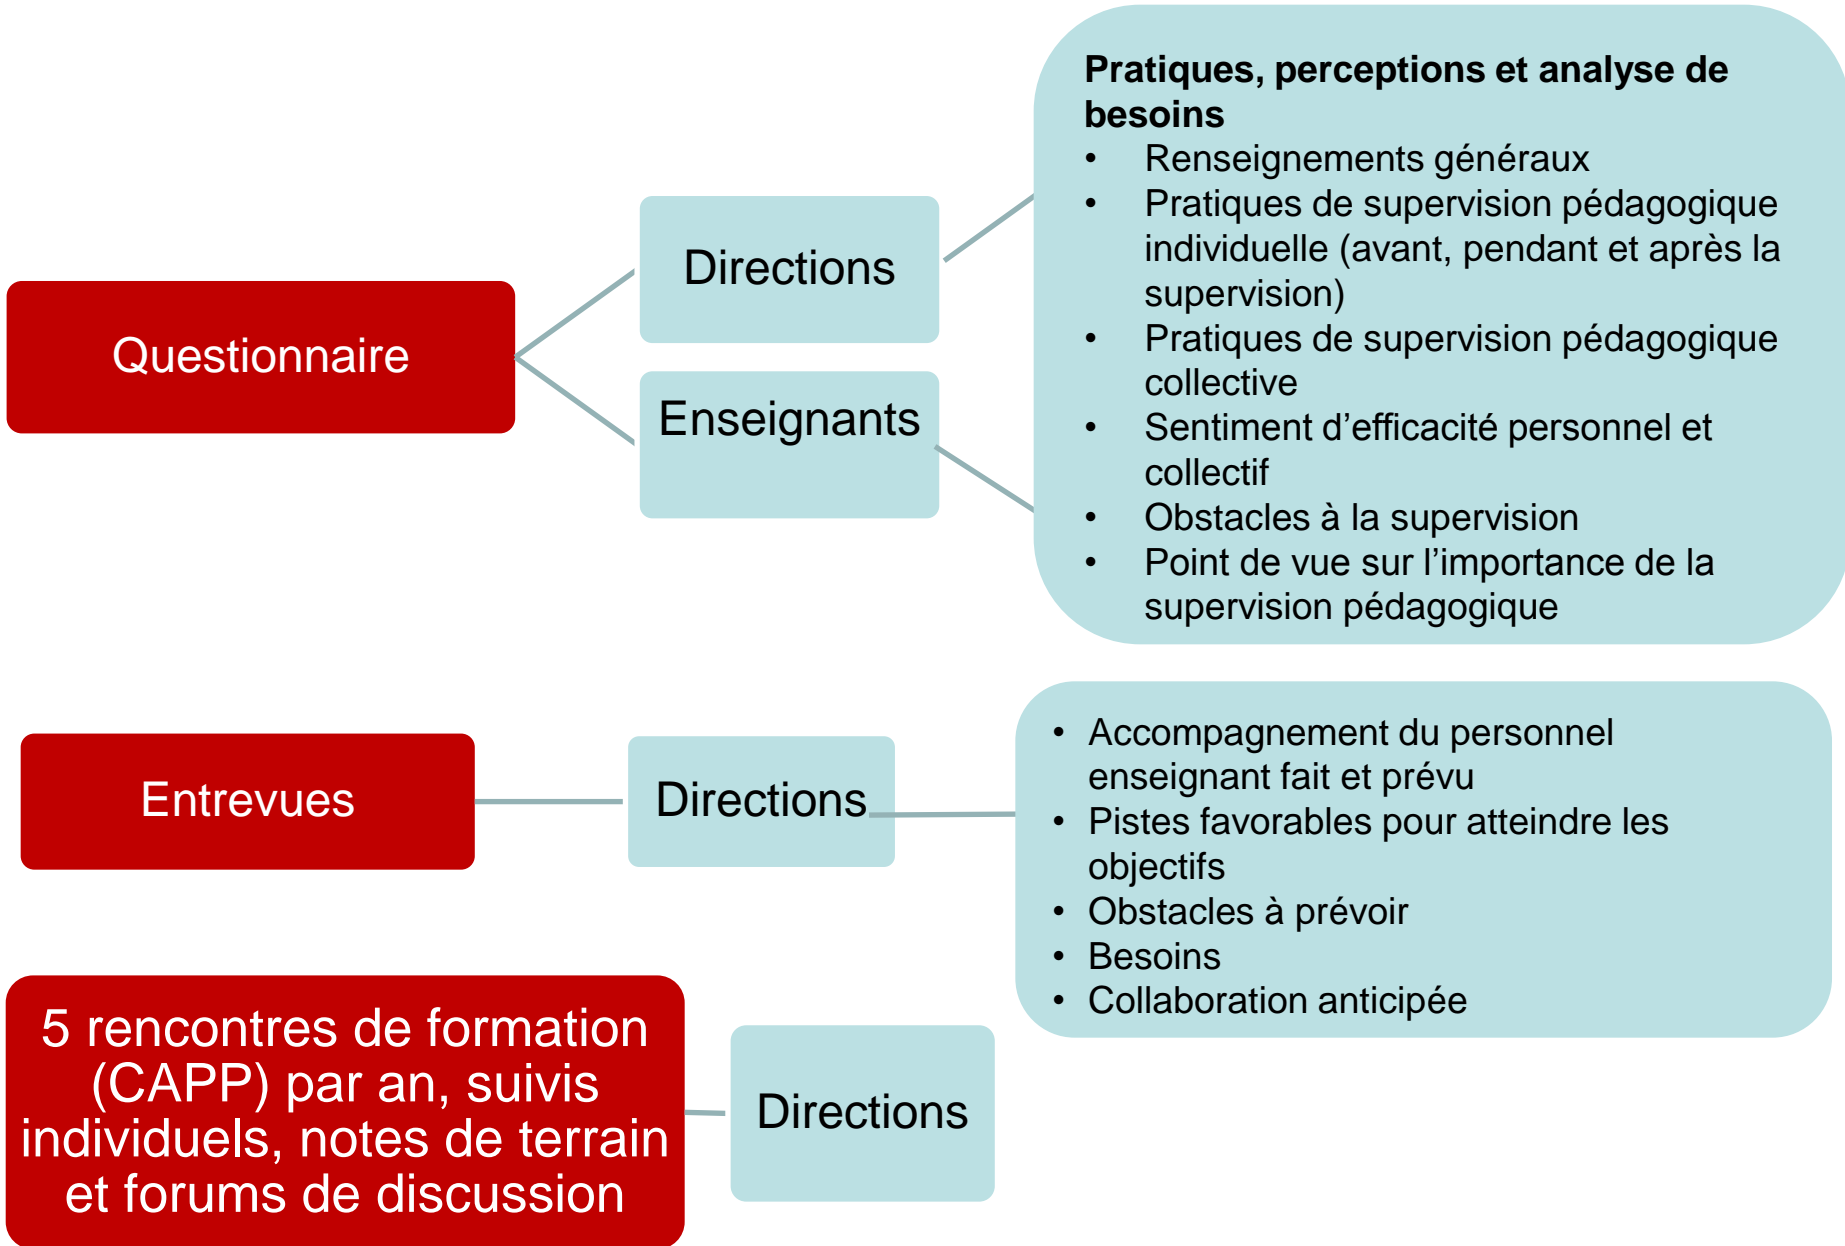 Questionnaire
Directions
Enseignants
Pratiques, perceptions et analyse de
besoins
• Renseignements généraux
• Pratiques de supervision pédagogique
individuelle (avant, pendant et après la
supervision)
• Pratiques de supervision pédagogique
collective
• Sentiment d’efficacité personnel et
collectif
• Obstacles à la supervision
• Point de vue sur l’importance de la
supervision pédagogique
Entrevues
Directions
• Accompagnement du personnel
enseignant fait et prévu
• Pistes favorables pour atteindre les
objectifs
• Obstacles à prévoir
• Besoins
• Collaboration anticipée
5 rencontres de formation
(CAPP) par an, suivis
individuels, notes de terrain
et forums de discussion
Directions